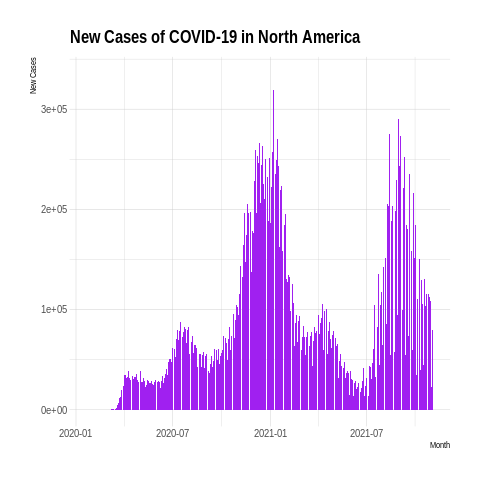 New Cases of COVID-19 in North America
New Cases
3e+05
2e+05
1e+05
0e+00
2020-01 2020-07 2021-01 2021-07
Month